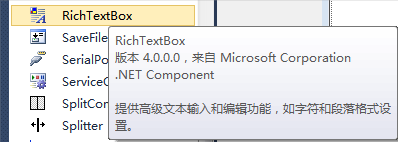 RichTextBox
SaveFile
SerialPo
ServiceC
SplitCon
Splitter
RichTextBox
版本 4.0.0.0，来自 Microsoft Corporation
.NET Component
提供高级文本输入和编辑功能，如字符和段落格式设
置。